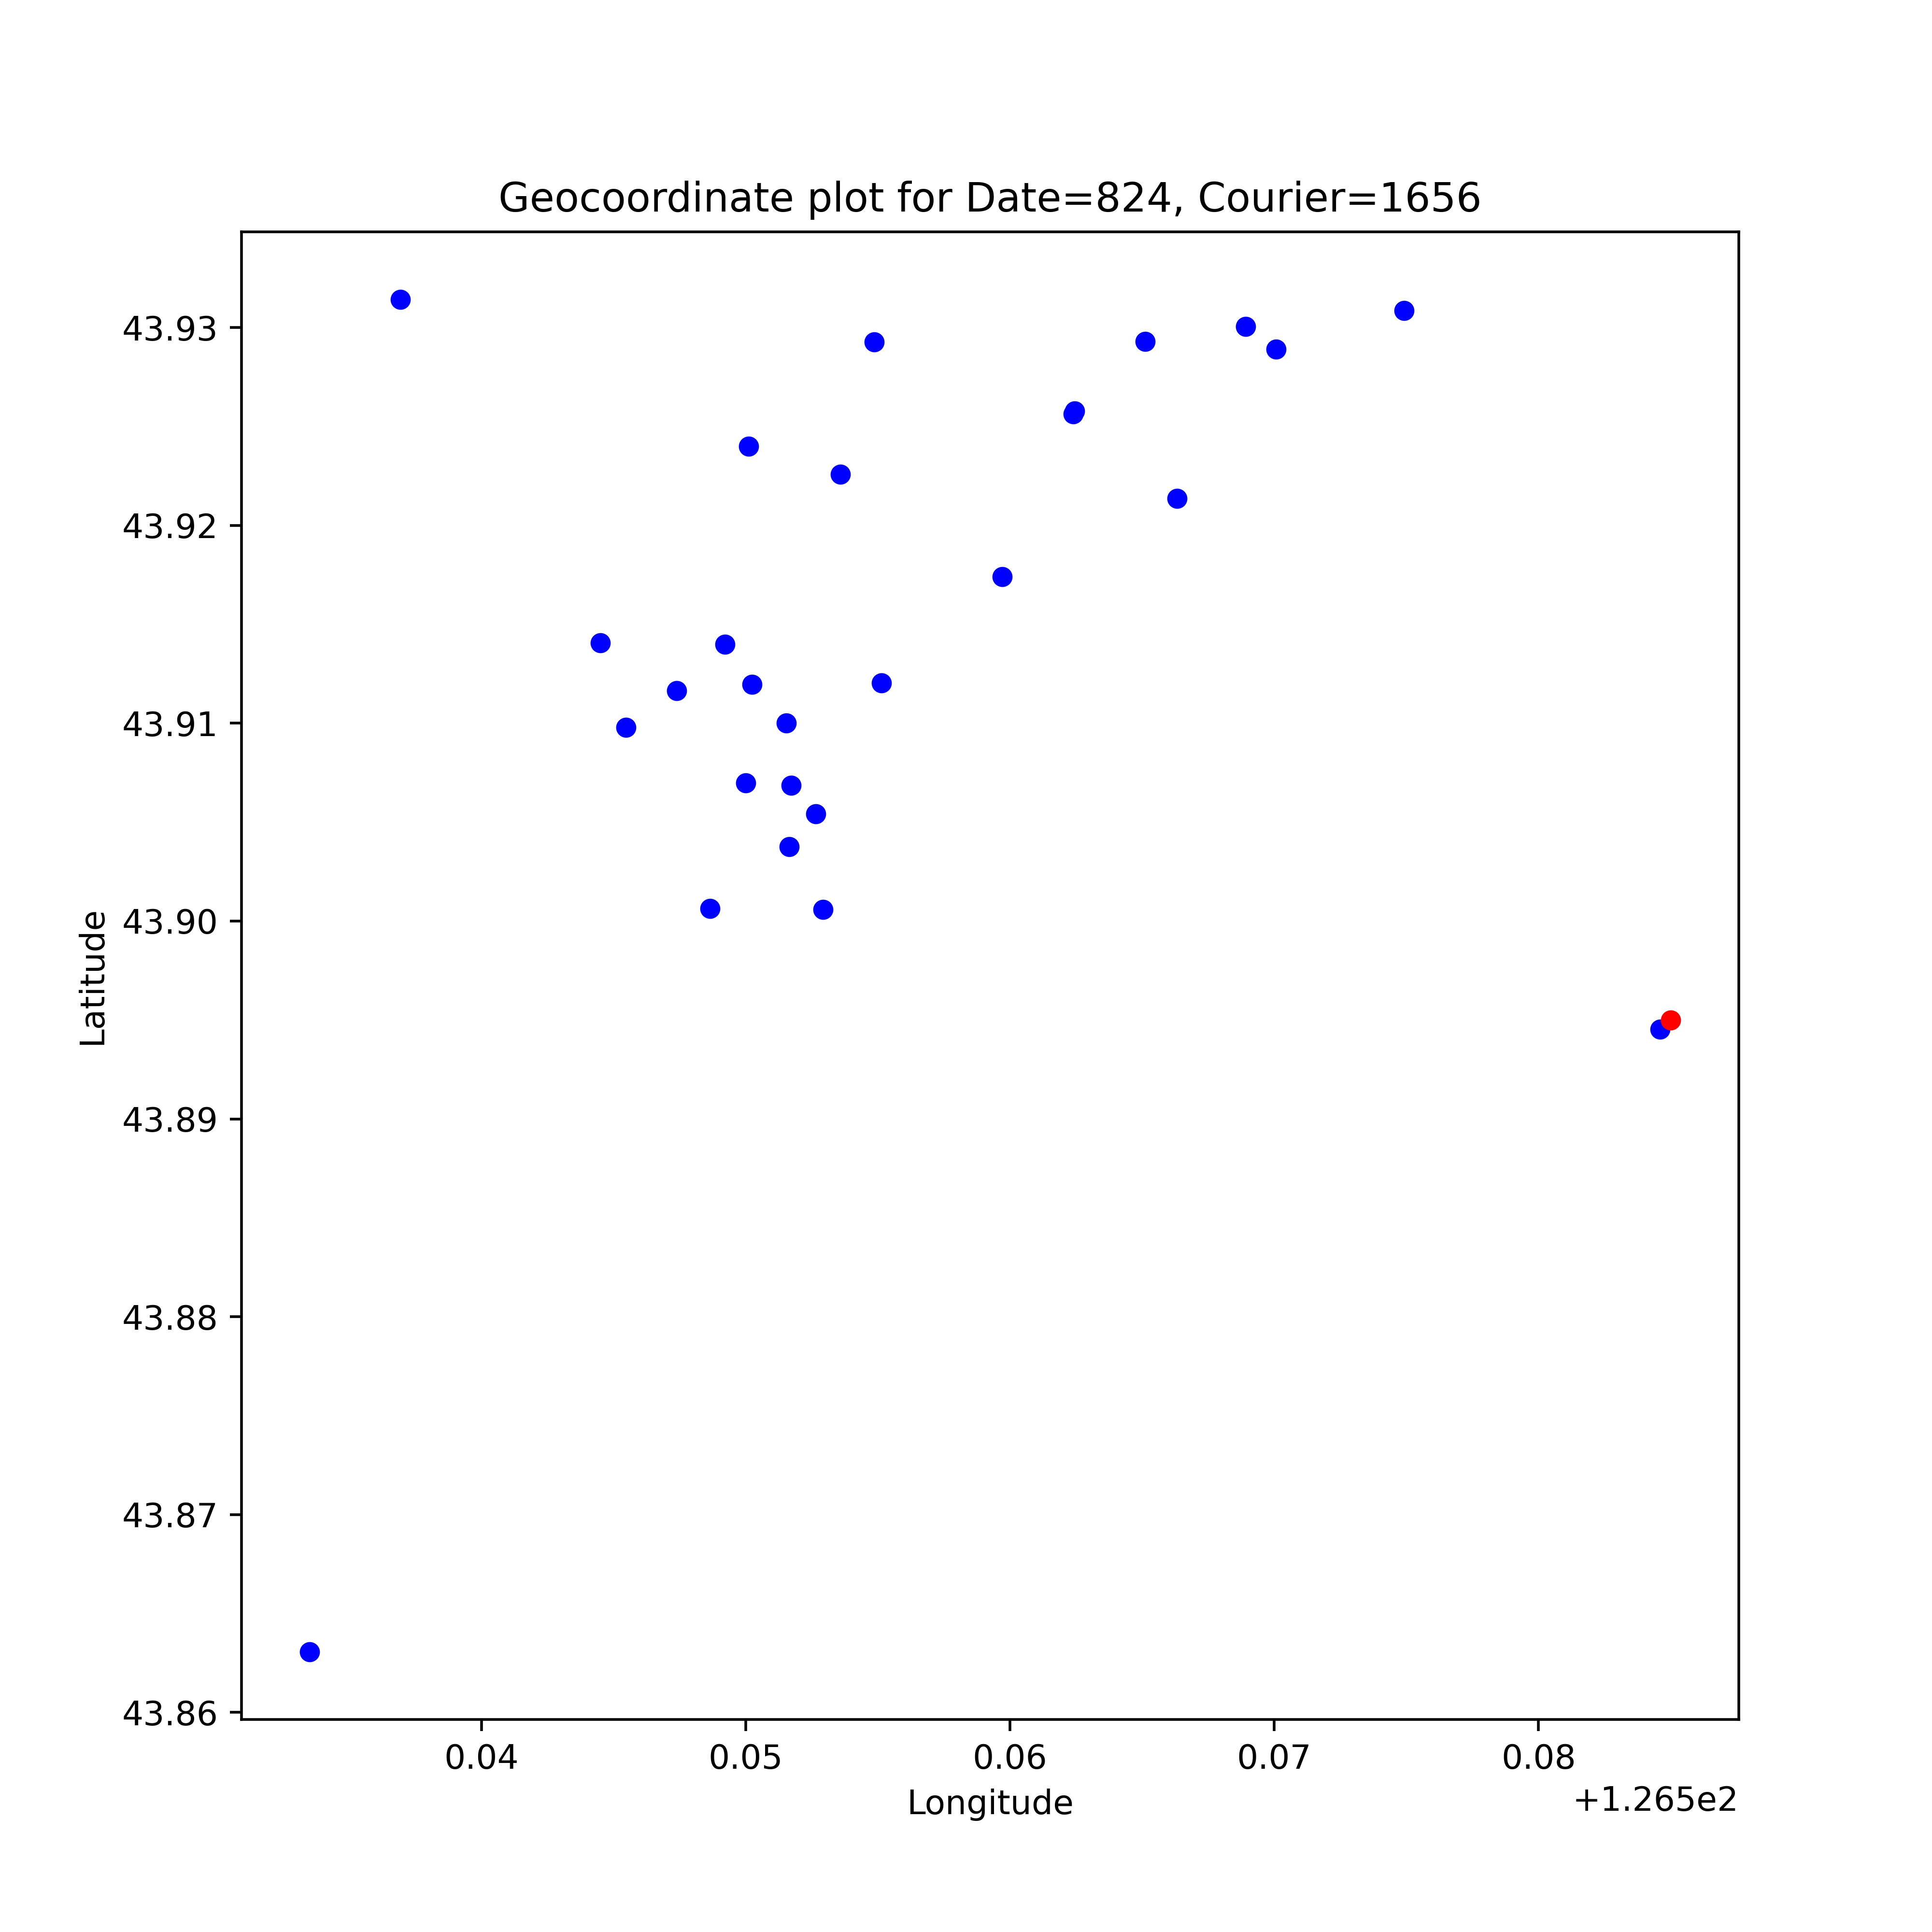 Geocoordinate plot for Date=824, Courier=1656
43.93
43.92
43.91
43.90
43.89
43.88
43.87
43.86
Latitude
0.04 0.05 0.06 0.07 0.08
+1.265e2
Longitude